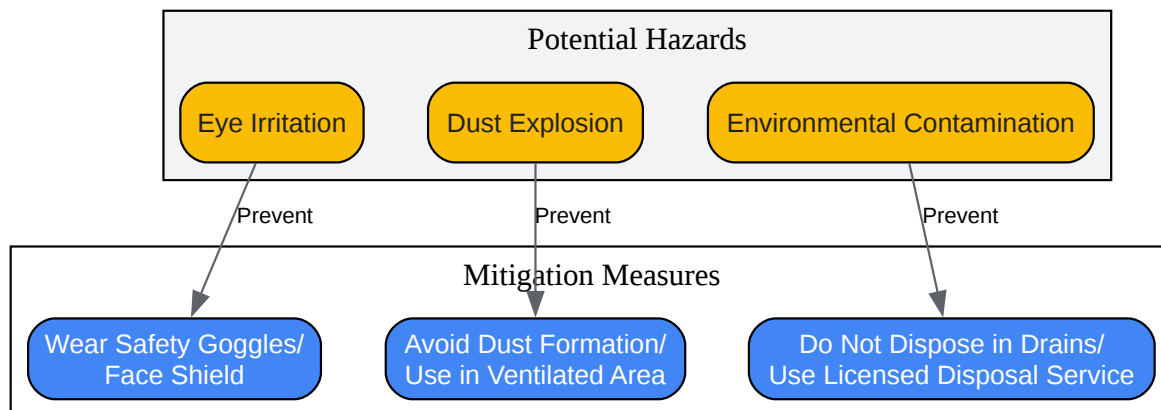 Potential Hazards
Eye Irritation
Dust Explosion
Environmental Contamination
Prevent
Prevent
Prevent
Mitigation Measures
Wear Safety Goggles/
Face Shield
Avoid Dust Formation/
Use in Ventilated Area
Do Not Dispose in Drains/
Use Licensed Disposal Service